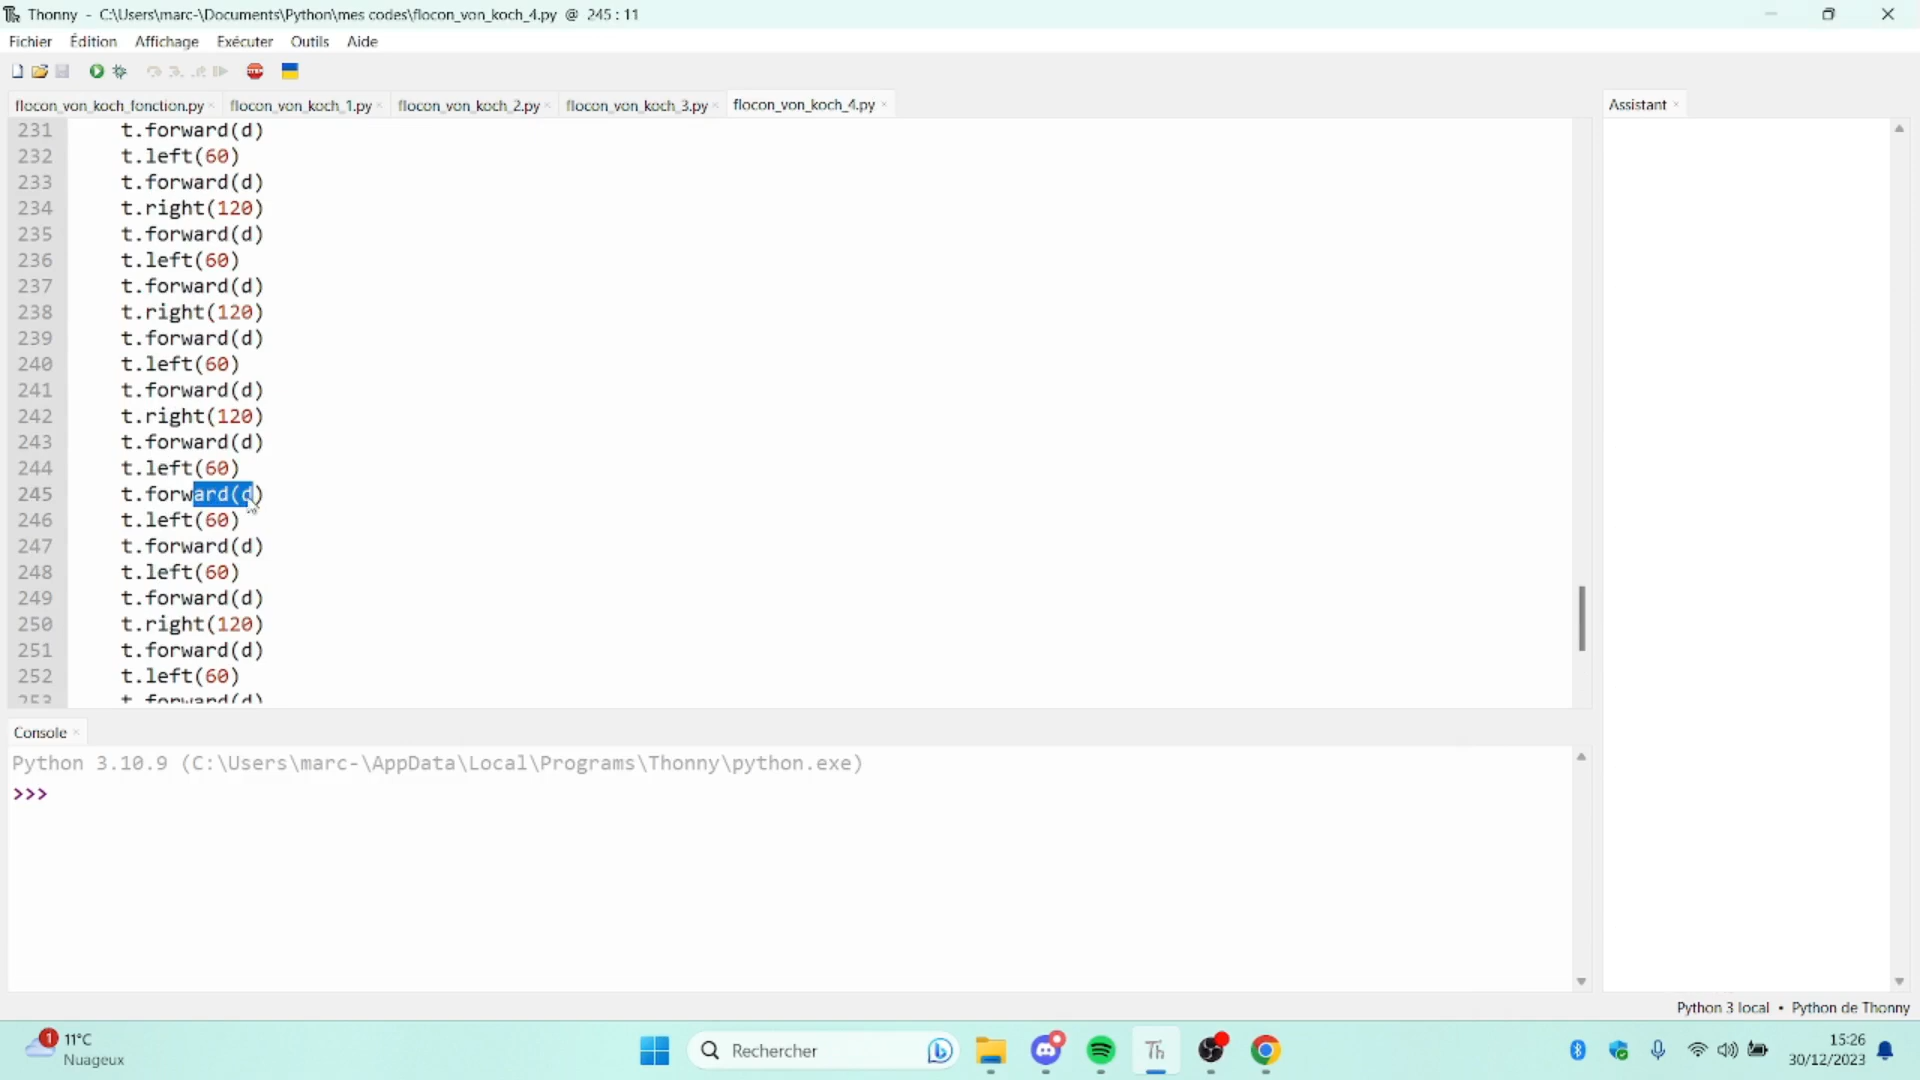 Thonny - C:\Users\marc-\Documents\Python\mes codes\flocon_von_koch_4.py @ 245 : 11
Fichier Édition Affichage Exécuter Outils Aide
flocon_von_koch_fonction.py × flocon_von_koch_1.py × flocon_von_koch_2.py × flocon_von_koch_3.py × flocon_von_koch_4.py ×
Assistant ×
231 t.forward(d)
232 t.left(60)
233 t.forward(d)
234 t.right(120)
235 t.forward(d)
236 t.left(60)
237 t.forward(d)
238 t.right(120)
239 t.forward(d)
240 t.left(60)
241 t.forward(d)
242 t.right(120)
243 t.forward(d)
244 t.left(60)
245 t.forward(d)
246 t.left(60)
247 t.forward(d)
248 t.left(60)
249 t.forward(d)
250 t.right(120)
251 t.forward(d)
252 t.left(60)
253 t.forward(d)
Console ×
Python 3.10.9 (C:\Users\marc-\AppData\Local\Programs\Thonny\python.exe)
>>>
Python 3 local • Python de Thonny
1
11°C
Nuageux
Rechercher
Th
15:26
30/12/2023